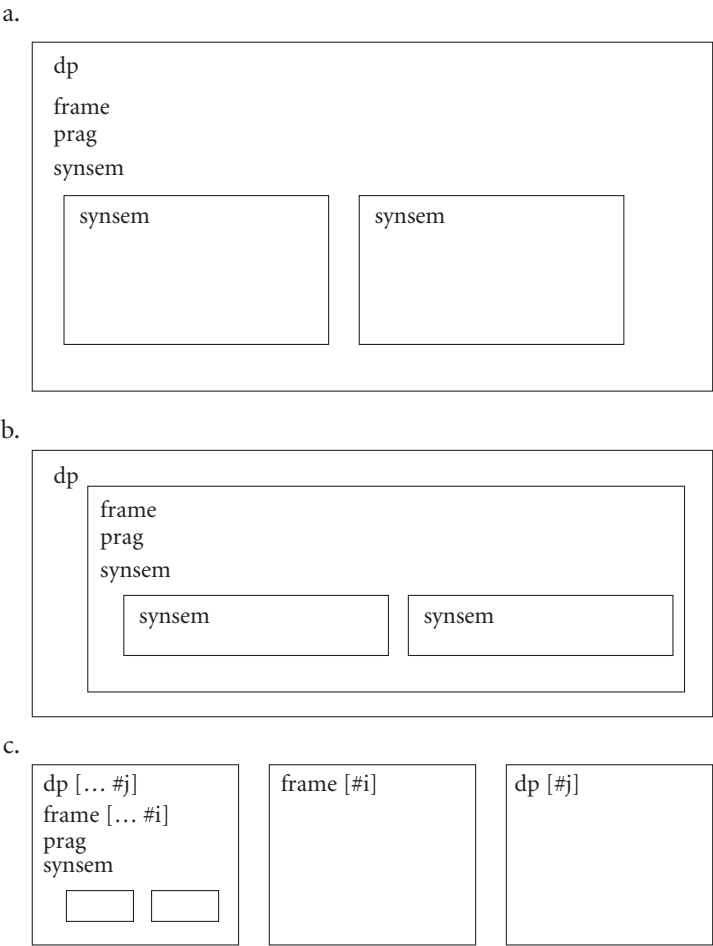 a.
dp
frame
prag
synsem
synsem synsem
b.
dp
frame
prag
synsem
synsem synsem
c.
dp [… #j] frame [#i] dp [#j]
frame [… #i]
prag
synsem